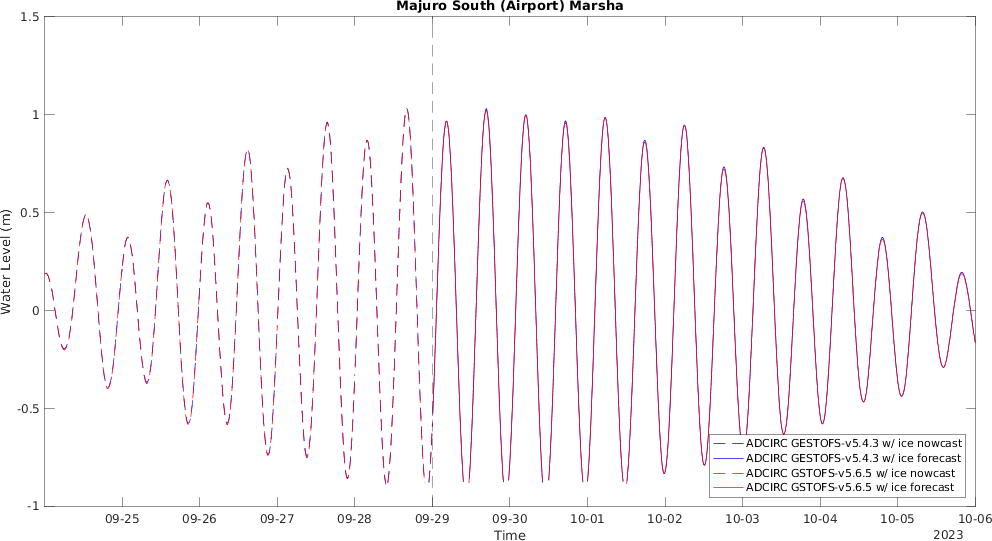 Majuro South (Airport) Marsha
Water Level (m)
1.5
1
0.5
0
-0.5
-1
ADCIRC GESTOFS-v5.4.3 w/ ice nowcast
ADCIRC GESTOFS-v5.4.3 w/ ice forecast
ADCIRC GSTOFS-v5.6.5 w/ ice nowcast
ADCIRC GSTOFS-v5.6.5 w/ ice forecast
09-25 09-26 09-27 09-28 09-29 09-30 10-01 10-02 10-03 10-04 10-05 10-06
Time
2023